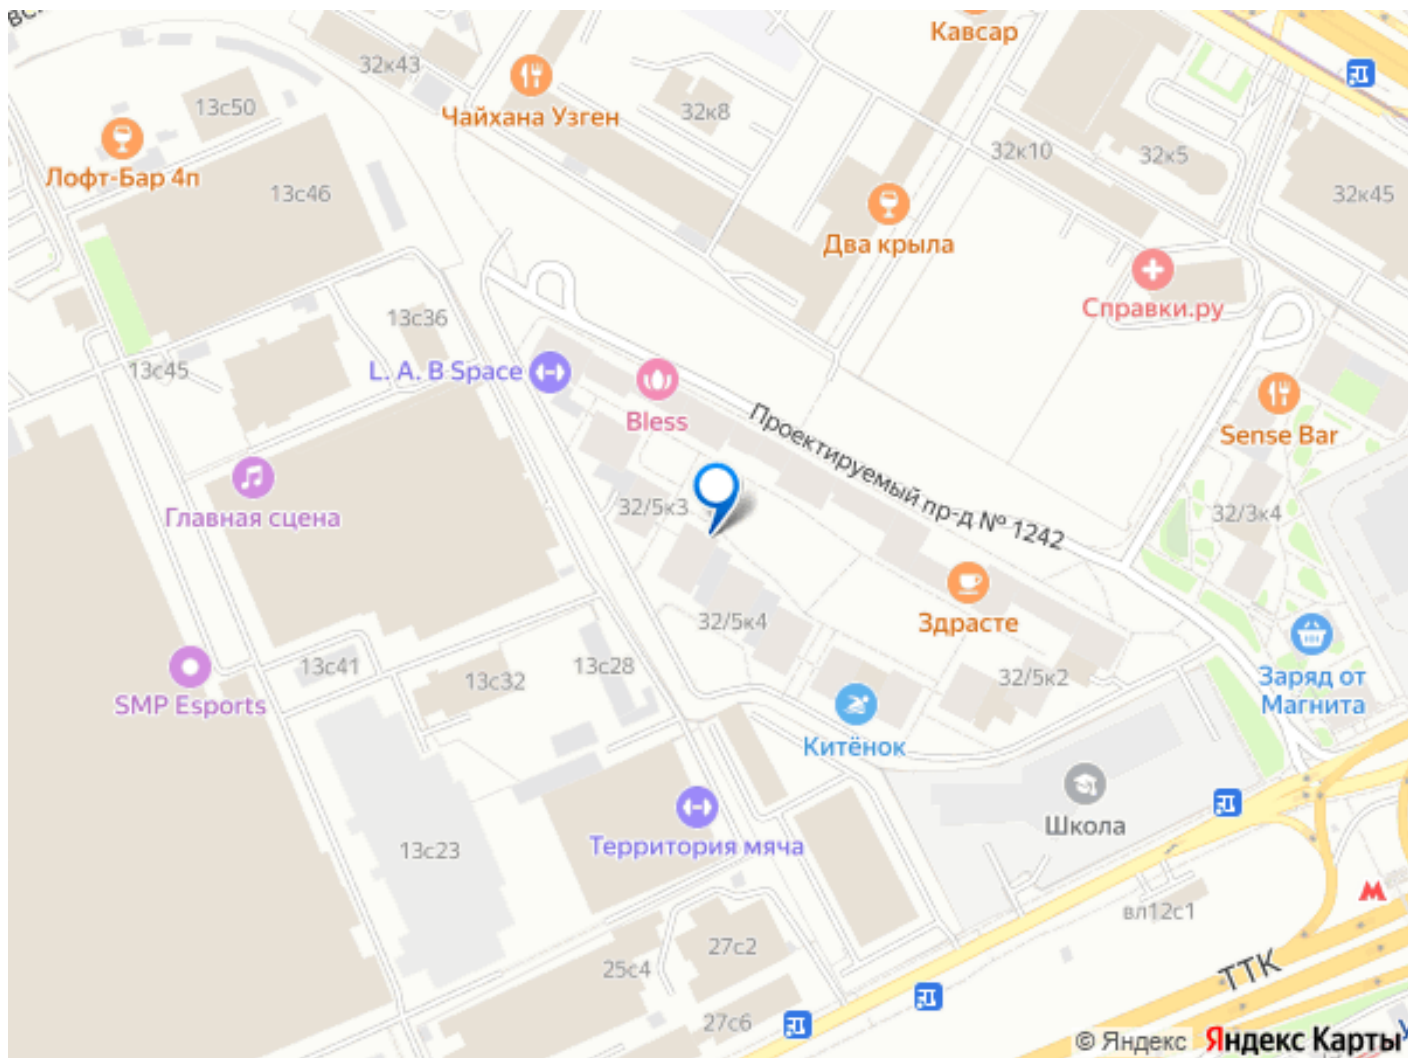 Кавсар
32к43
Чайхана Узген
13с50
32к8
Лофт-Бар 4п
32к10
32к5
13с46
32к45
Два крыла
Справки.ру
13с36
13с45
L. A. B Space
Bless
Проектируемый пр-д № 1242
Sense Bar
Главная сцена
32/5к3
32/3к4
32/5к4
Здрасте
13с41
13с32
13с28
32/5к2
SMP Esports
Заряд от
Магнита
Китёнок
Школа
Территория мяча
13с23
вл12с1
27с2
25с4
ТТК
27с6
© Яндекс
Яндекс Карты